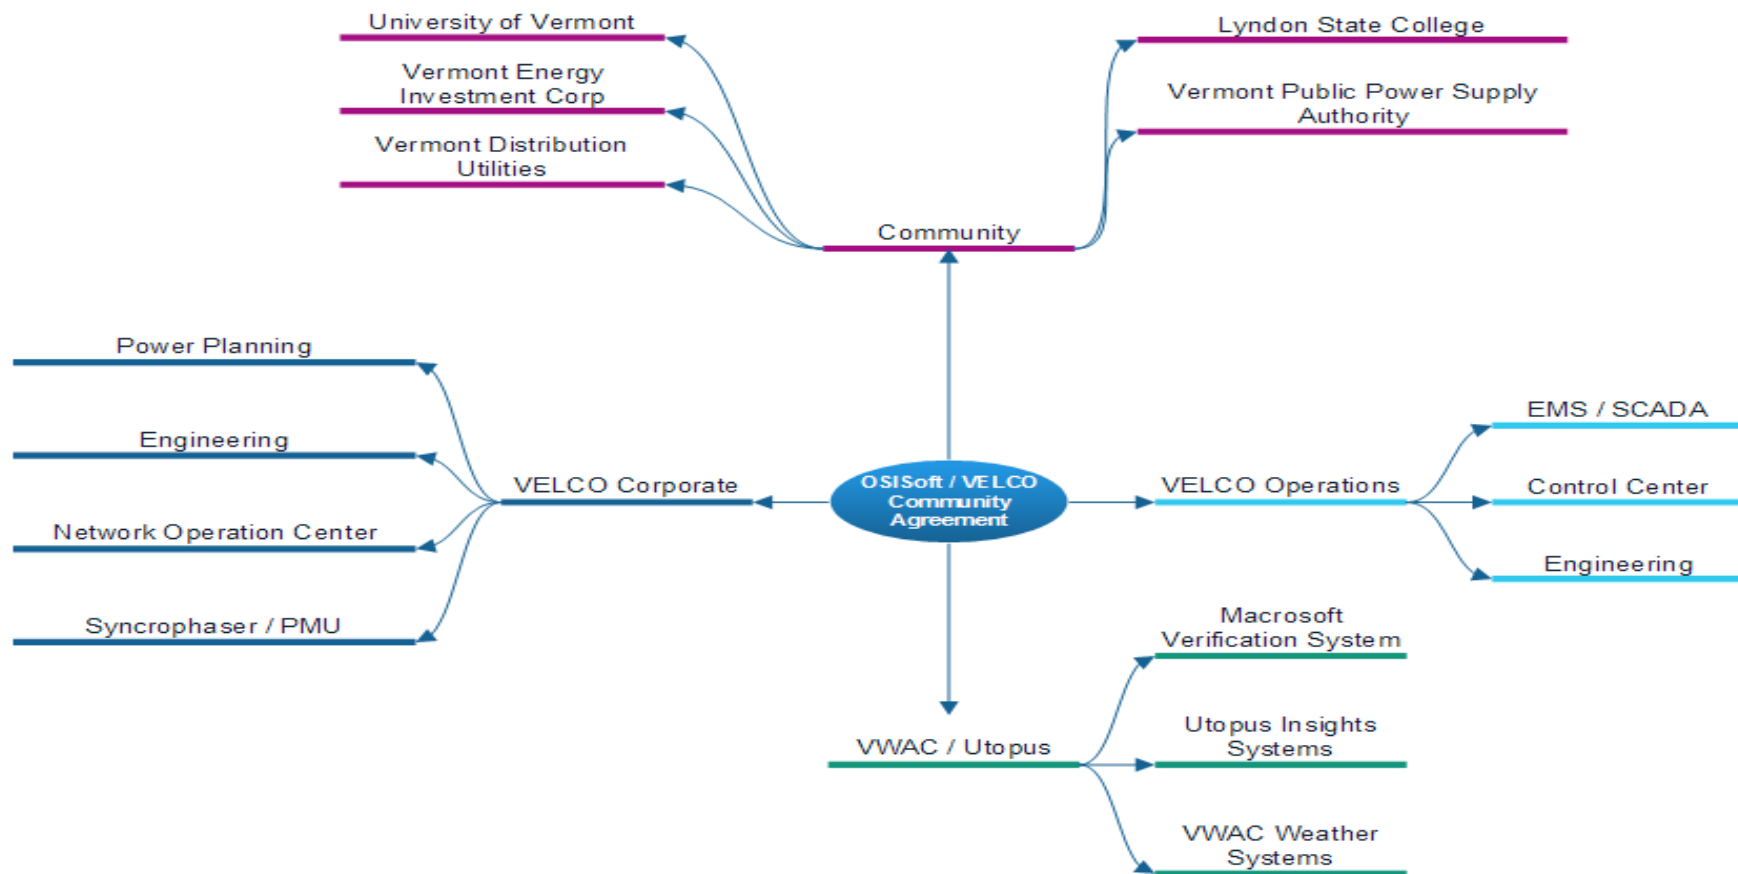 University of Vermont
Lyndon State College
Vermont Energy
Investment Corp
Vermont Public Power Supply
Authority
Vermont Distribution
Utilities
Community
Power Planning
Engineering
VELCO Corporate
Network Operation Center
Syncrophaser / PMU
OSISoft / VELCO
Community
Agreement
VELCO Operations
EMS / SCADA
Control Center
Engineering
VWAC / Utopus
Macrosoft
Verification System
Utopus Insights
Systems
VWAC Weather
Systems